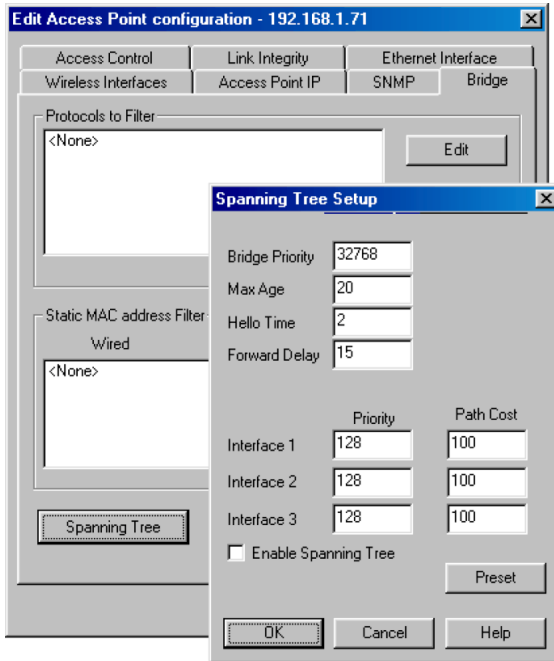 Edit Access Point configuration - 192.168.1.71
Access Control Link Integrity Ethernet Interface
Wireless Interfaces Access Point IP SNMP Bridge
Protocols to Filter
<None>
Edit
Static MAC address Filter
Wired
<None>
Spanning Tree
Spanning Tree Setup
Bridge Priority 32768
Max Age 20
Hello Time 2
Forward Delay 15
Priority Path Cost
Interface 1 128 100
Interface 2 128 100
Interface 3 128 100
Enable Spanning Tree
Preset
OK Cancel Help